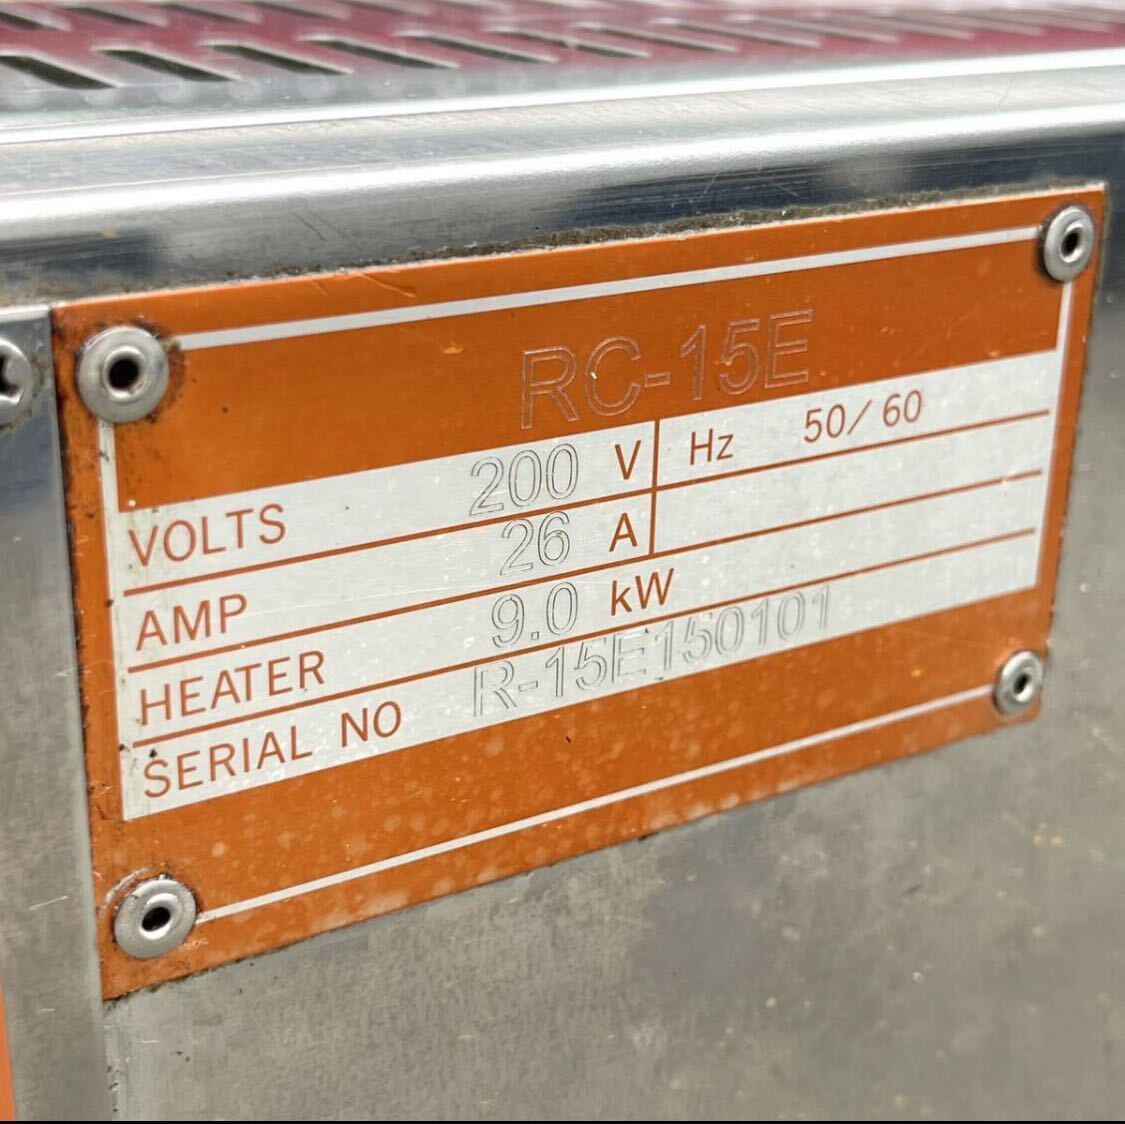 RC-15E
VOLTS 200 V Hz 50/60
AMP 26 A
HEATER 9.0 kW
SERIAL NO R-15E150101